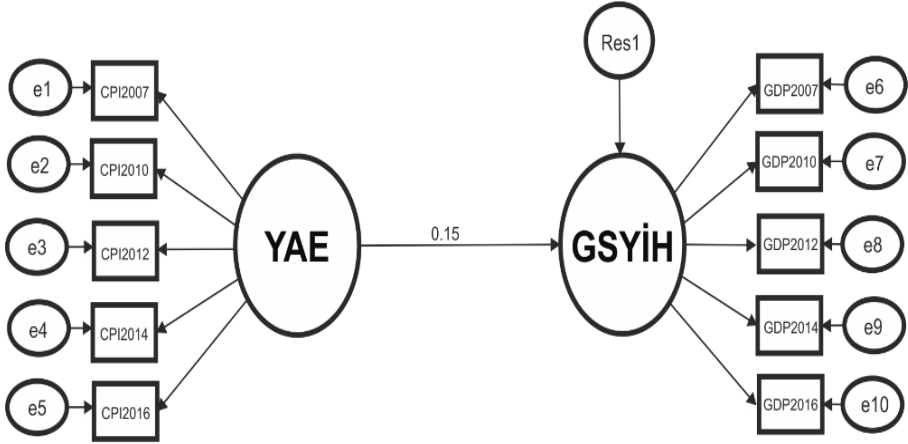 Res1
e1
CPI2007
GDP2007
e6
e2
CPI2010
GDP2010
e7
e3
CPI2012
YAE
0.15
GSYİH
GDP2012
e8
e4
CPI2014
GDP2014
e9
e5
CPI2016
GDP2016
e10